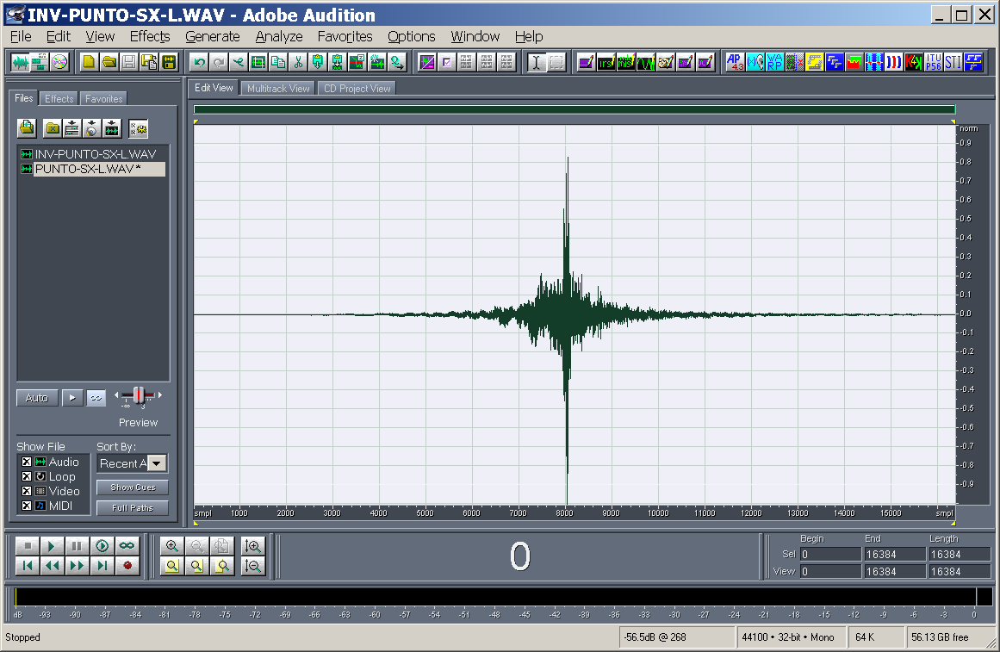 INV-PUNTO-SX-L.WAV - Adobe Audition
File Edit View Effects Generate Analyze Favorites Options Window Help
AP 4.3 WA RP K4y ITU P56 STI
Files Effects Favorites
Edit View Multitrack View CD Project View
INV-PUNTO-SX-L.WAV
PUNTO-SX-L.WAV *
norm
0.9
0.8
0.7
0.6
0.5
0.4
0.3
0.2
0.1
0.0
-0.1
-0.2
-0.3
-0.4
-0.5
-0.6
-0.7
-0.8
-0.9
smpl 1000 2000 3000 4000 5000 6000 7000 8000 9000 10000 11000 12000 13000 14000 15000 smpl
Auto
-∞ 3
Preview
Show File Sort By:
Audio Recent A
Loop
Video Show Cues
MIDI Full Paths
0
Begin End Length
Sel 0 16384 16384
View 0 16384 16384
dB -93 -90 -87 -84 -81 -78 -75 -72 -69 -66 -63 -60 -57 -54 -51 -48 -45 -42 -39 -36 -33 -30 -27 -24 -21 -18 -15 -12 -9 -6 -3 0
Stopped -56.5dB @ 268 44100 • 32-bit • Mono 64 K 56.13 GB free